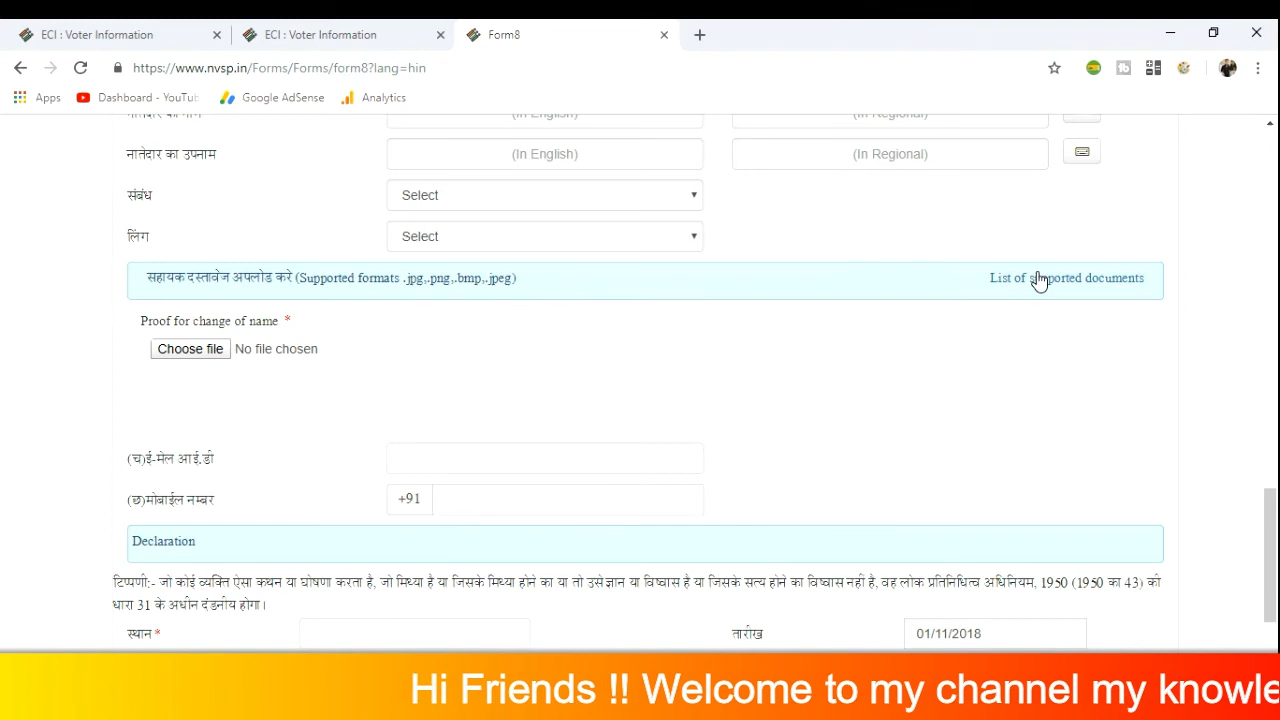 ECI : Voter Information
ECI : Voter Information
Form8
https://www.nvsp.in/Forms/Forms/form8?lang=hin
Apps
Dashboard - YouTub
Google AdSense
Analytics
नातेदार का नाम (In English) (In Regional)
नातेदार का उपनाम (In English) (In Regional)
संबंध Select
लिंग Select
सहायक दस्तावेज अपलोड करे (Supported formats .jpg,.png,.bmp,.jpeg) List of supported documents
Proof for change of name *
Choose file No file chosen
(च)ई-मेल आई.डी
(छ)मोबाईल नम्बर +91
Declaration
टिप्पणी:- जो कोई व्यक्ति ऐसा कथन या घोषणा करता है, जो मिथ्या है या जिसके मिथ्या होने का या तो उसे ज्ञान या विश्वास है या जिसके सत्य होने का विश्वास नहीं है, वह लोक प्रतिनिधित्व अधिनियम, 1950 (1950 का 43) की
धारा 31 के अधीन दंडनीय होगा।
स्थान * तारीख 01/11/2018
Hi Friends !! Welcome to my channel my knowle